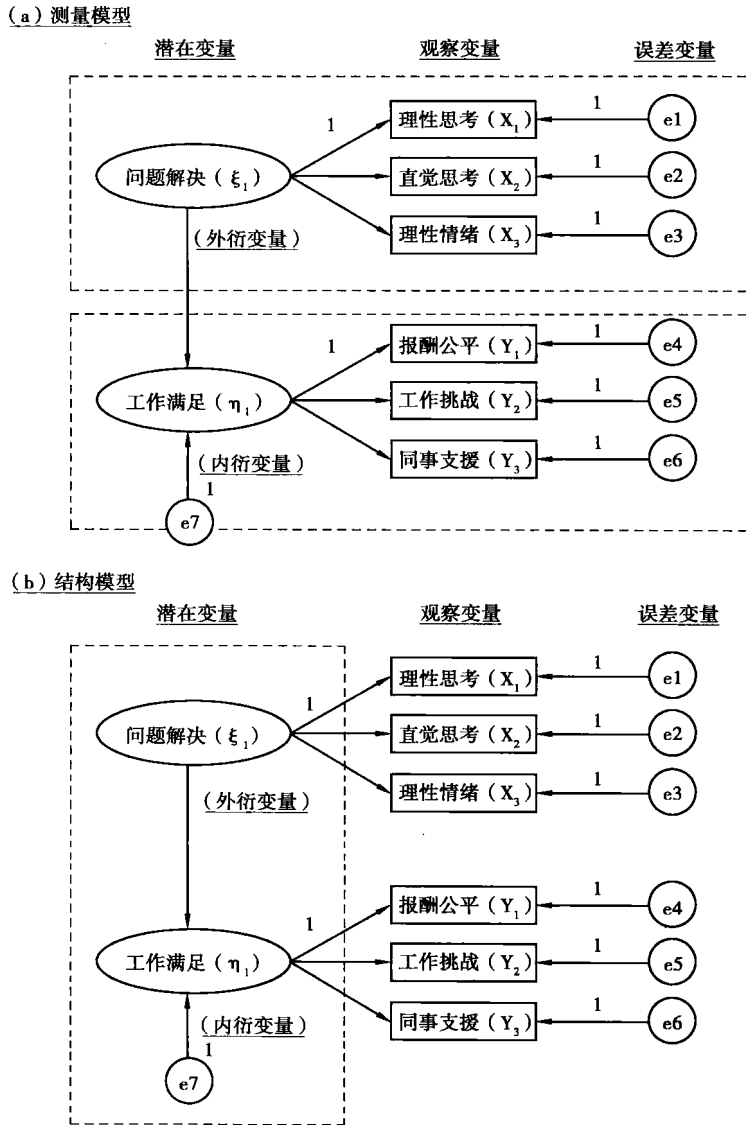 (a)测量模型
潜在变量 观察变量 误差变量
1 理性思考(X₁) 1 e1
问题解决(ξ₁) 直觉思考(X₂) 1 e2
(外衍变量) 理性情绪(X₃) 1 e3
1 报酬公平(Y₁) 1 e4
工作满足(η₁) 工作挑战(Y₂) 1 e5
(内衍变量) 同事支援(Y₃) 1 e6
1
e7
(b)结构模型
潜在变量 观察变量 误差变量
1 理性思考(X₁) 1 e1
问题解决(ξ₁) 直觉思考(X₂) 1 e2
(外衍变量) 理性情绪(X₃) 1 e3
1 报酬公平(Y₁) 1 e4
工作满足(η₁) 工作挑战(Y₂) 1 e5
(内衍变量) 同事支援(Y₃) 1 e6
1
e7